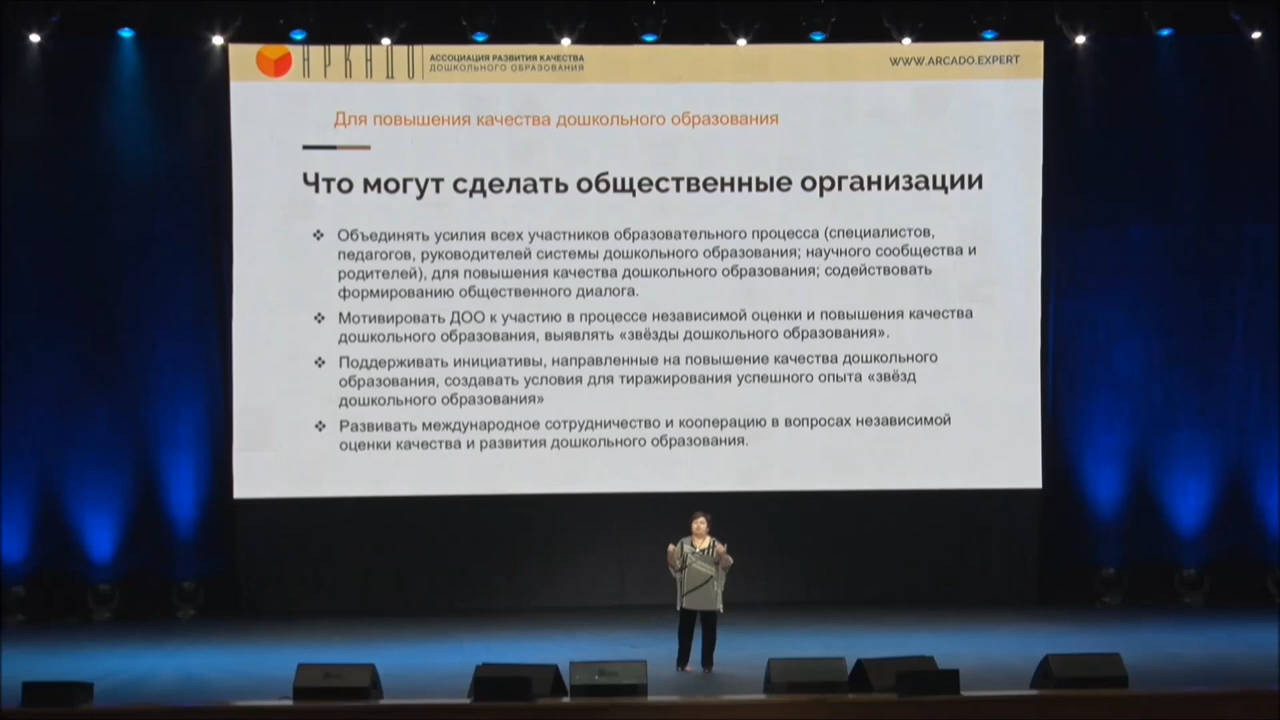 АРКАДО
АССОЦИАЦИЯ РАЗВИТИЯ КАЧЕСТВА
ДОШКОЛЬНОГО ОБРАЗОВАНИЯ
WWW.ARCADO.EXPERT
Для повышения качества дошкольного образования
Что могут сделать общественные организации
❖ Объединять усилия всех участников образовательного процесса (специалистов,
педагогов, руководителей системы дошкольного образования; научного сообщества и
родителей), для повышения качества дошкольного образования; содействовать
формированию общественного диалога.
❖ Мотивировать ДОО к участию в процессе независимой оценки и повышения качества
дошкольного образования, выявлять «звёзды дошкольного образования».
❖ Поддерживать инициативы, направленные на повышение качества дошкольного
образования, создавать условия для тиражирования успешного опыта «звёзд
дошкольного образования»
❖ Развивать международное сотрудничество и кооперацию в вопросах независимой
оценки качества и развития дошкольного образования.